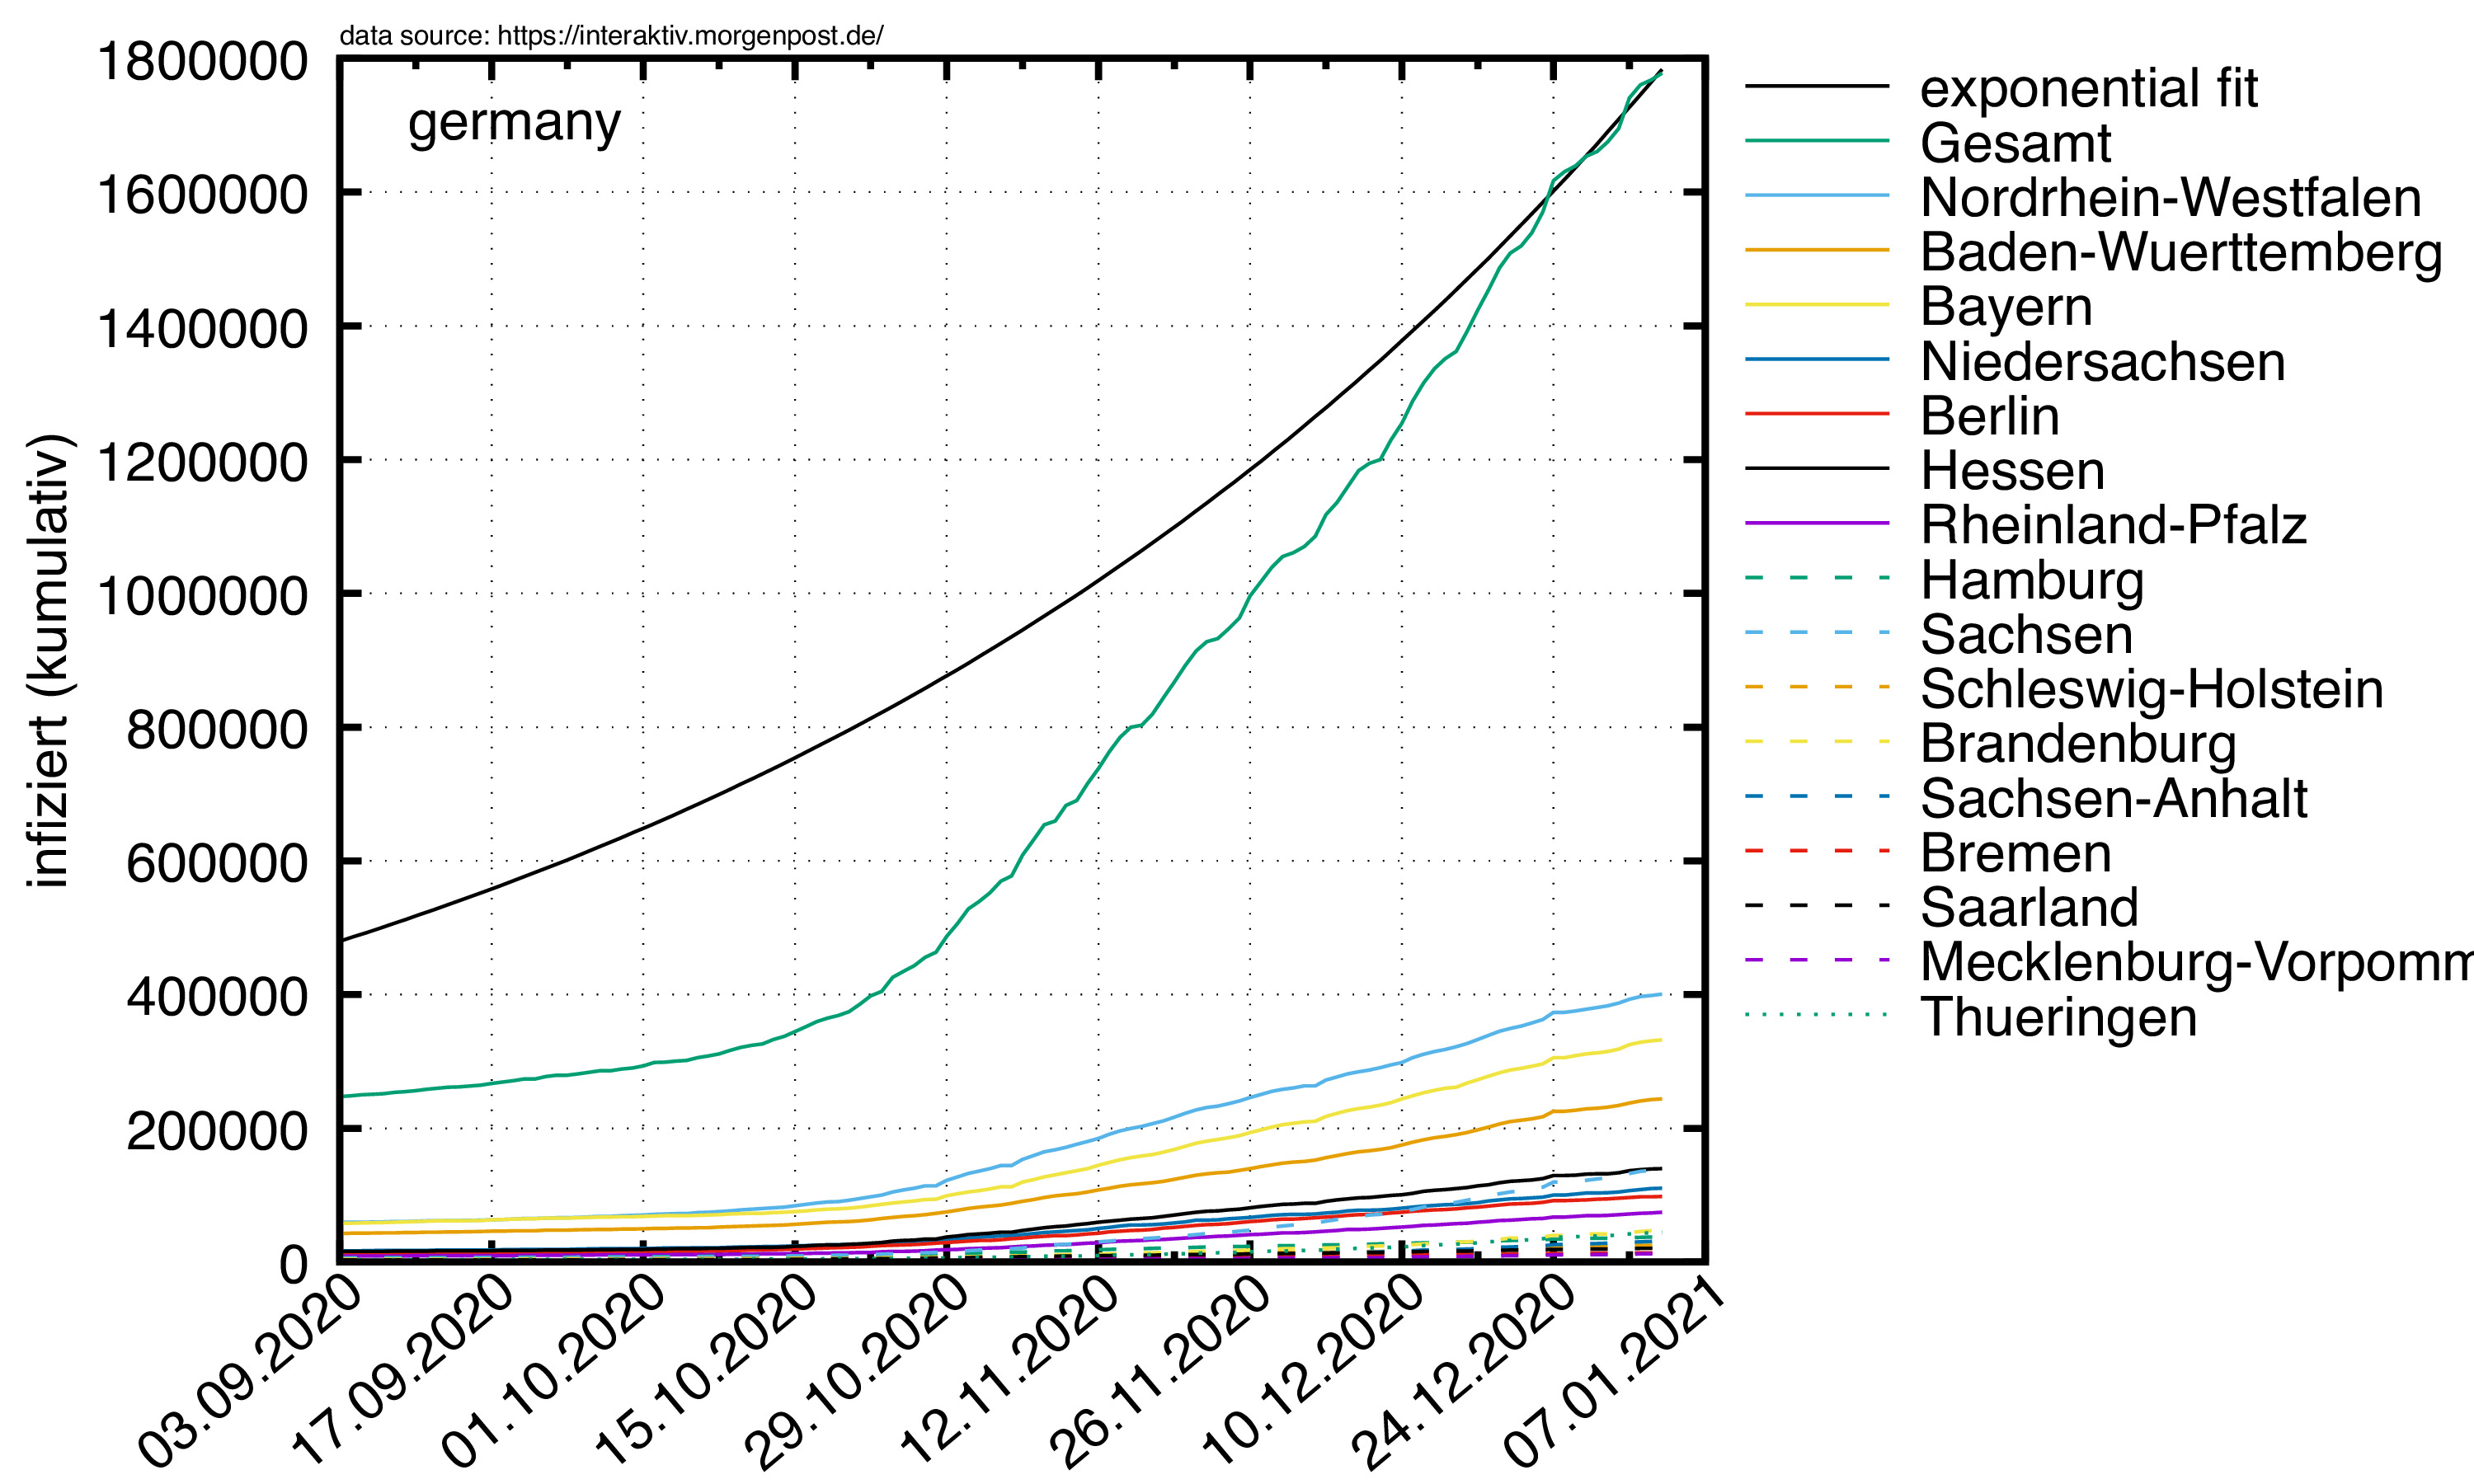 data source: https://interaktiv.morgenpost.de/
1800000
1600000
1400000
1200000
1000000
800000
600000
400000
200000
0
infiziert (kumulativ)
germany
03.09.2020
17.09.2020
01.10.2020
15.10.2020
29.10.2020
12.11.2020
26.11.2020
10.12.2020
24.12.2020
07.01.2021
exponential fit
Gesamt
Nordrhein-Westfalen
Baden-Wuerttemberg
Bayern
Niedersachsen
Berlin
Hessen
Rheinland-Pfalz
Hamburg
Sachsen
Schleswig-Holstein
Brandenburg
Sachsen-Anhalt
Bremen
Saarland
Mecklenburg-Vorpomm
Thueringen